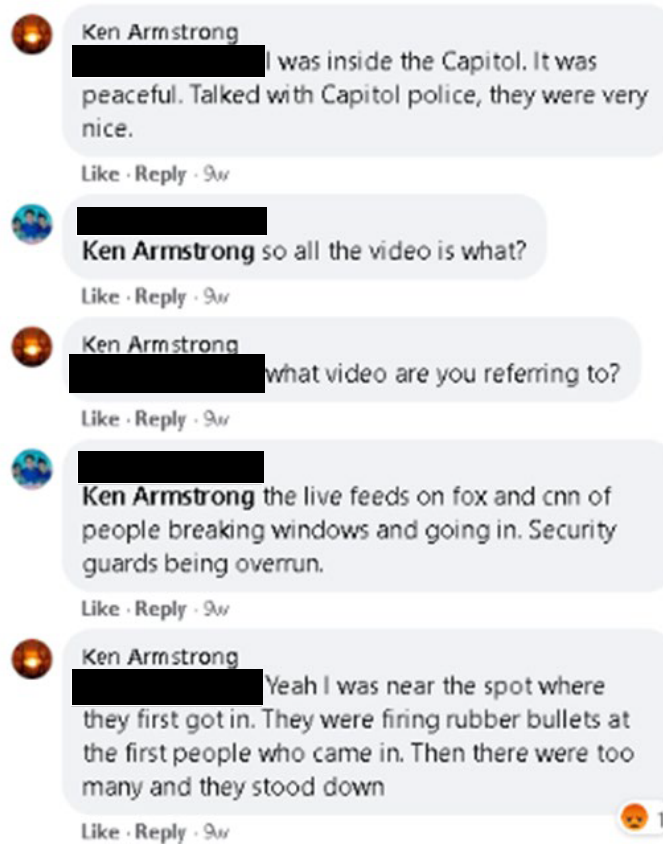 Ken Armstrong
I was inside the Capitol. It was
peaceful. Talked with Capitol police, they were very
nice.
Like · Reply · 9w
Ken Armstrong so all the video is what?
Like · Reply · 9w
Ken Armstrong
what video are you referring to?
Like · Reply · 9w
Ken Armstrong the live feeds on fox and cnn of
people breaking windows and going in. Security
guards being overrun.
Like · Reply · 9w
Ken Armstrong
Yeah I was near the spot where
they first got in. They were firing rubber bullets at
the first people who came in. Then there were too
many and they stood down
1
Like · Reply · 9w